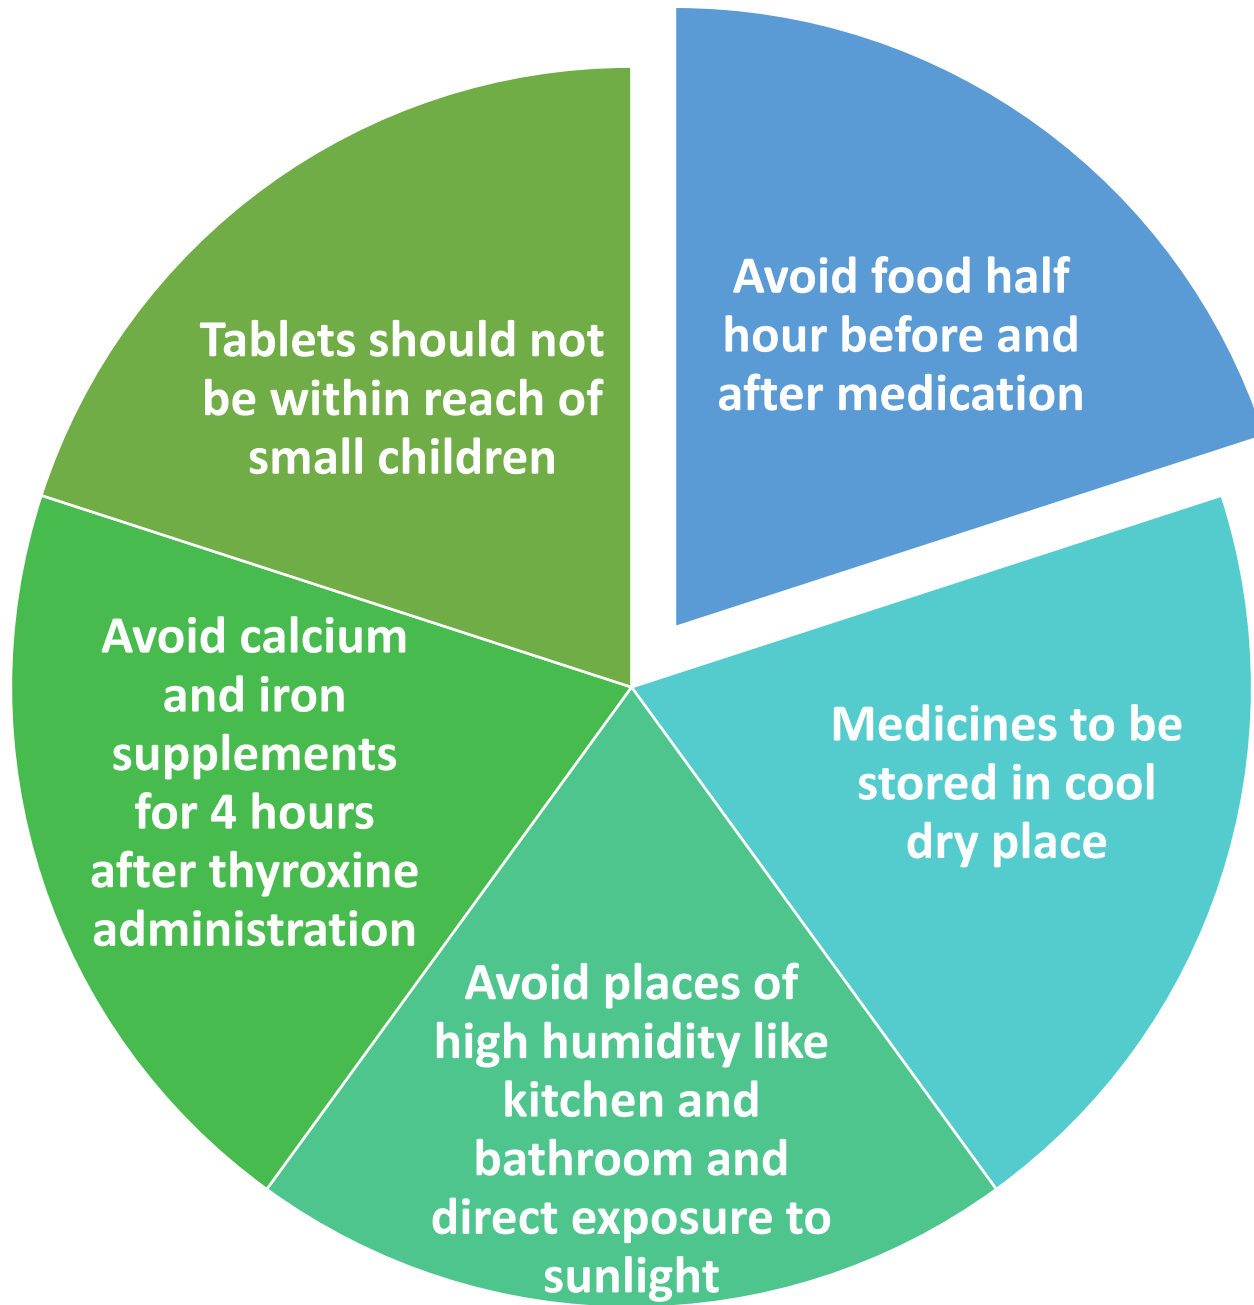 Avoid food half
hour before and
after medication
Medicines to be
stored in cool
dry place
Avoid places of
high humidity like
kitchen and
bathroom and
direct exposure to
sunlight
Avoid calcium
and iron
supplements
for 4 hours
after thyroxine
administration
Tablets should not
be within reach of
small children